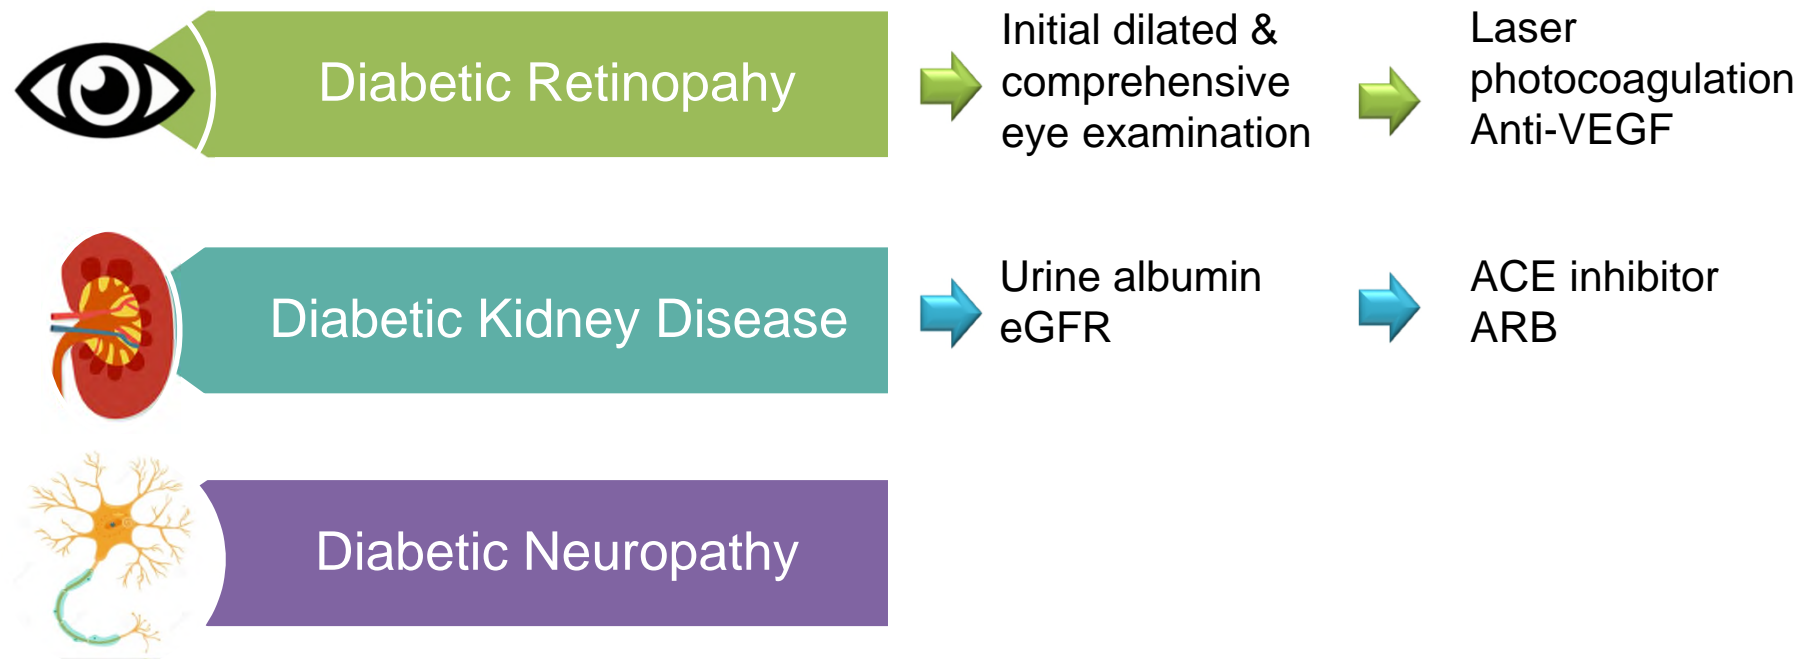 Diabetic Retinopahy
Initial dilated &
comprehensive
eye examination
Laser
photocoagulation
Anti-VEGF
Diabetic Kidney Disease
Urine albumin
eGFR
ACE inhibitor
ARB
Diabetic Neuropathy